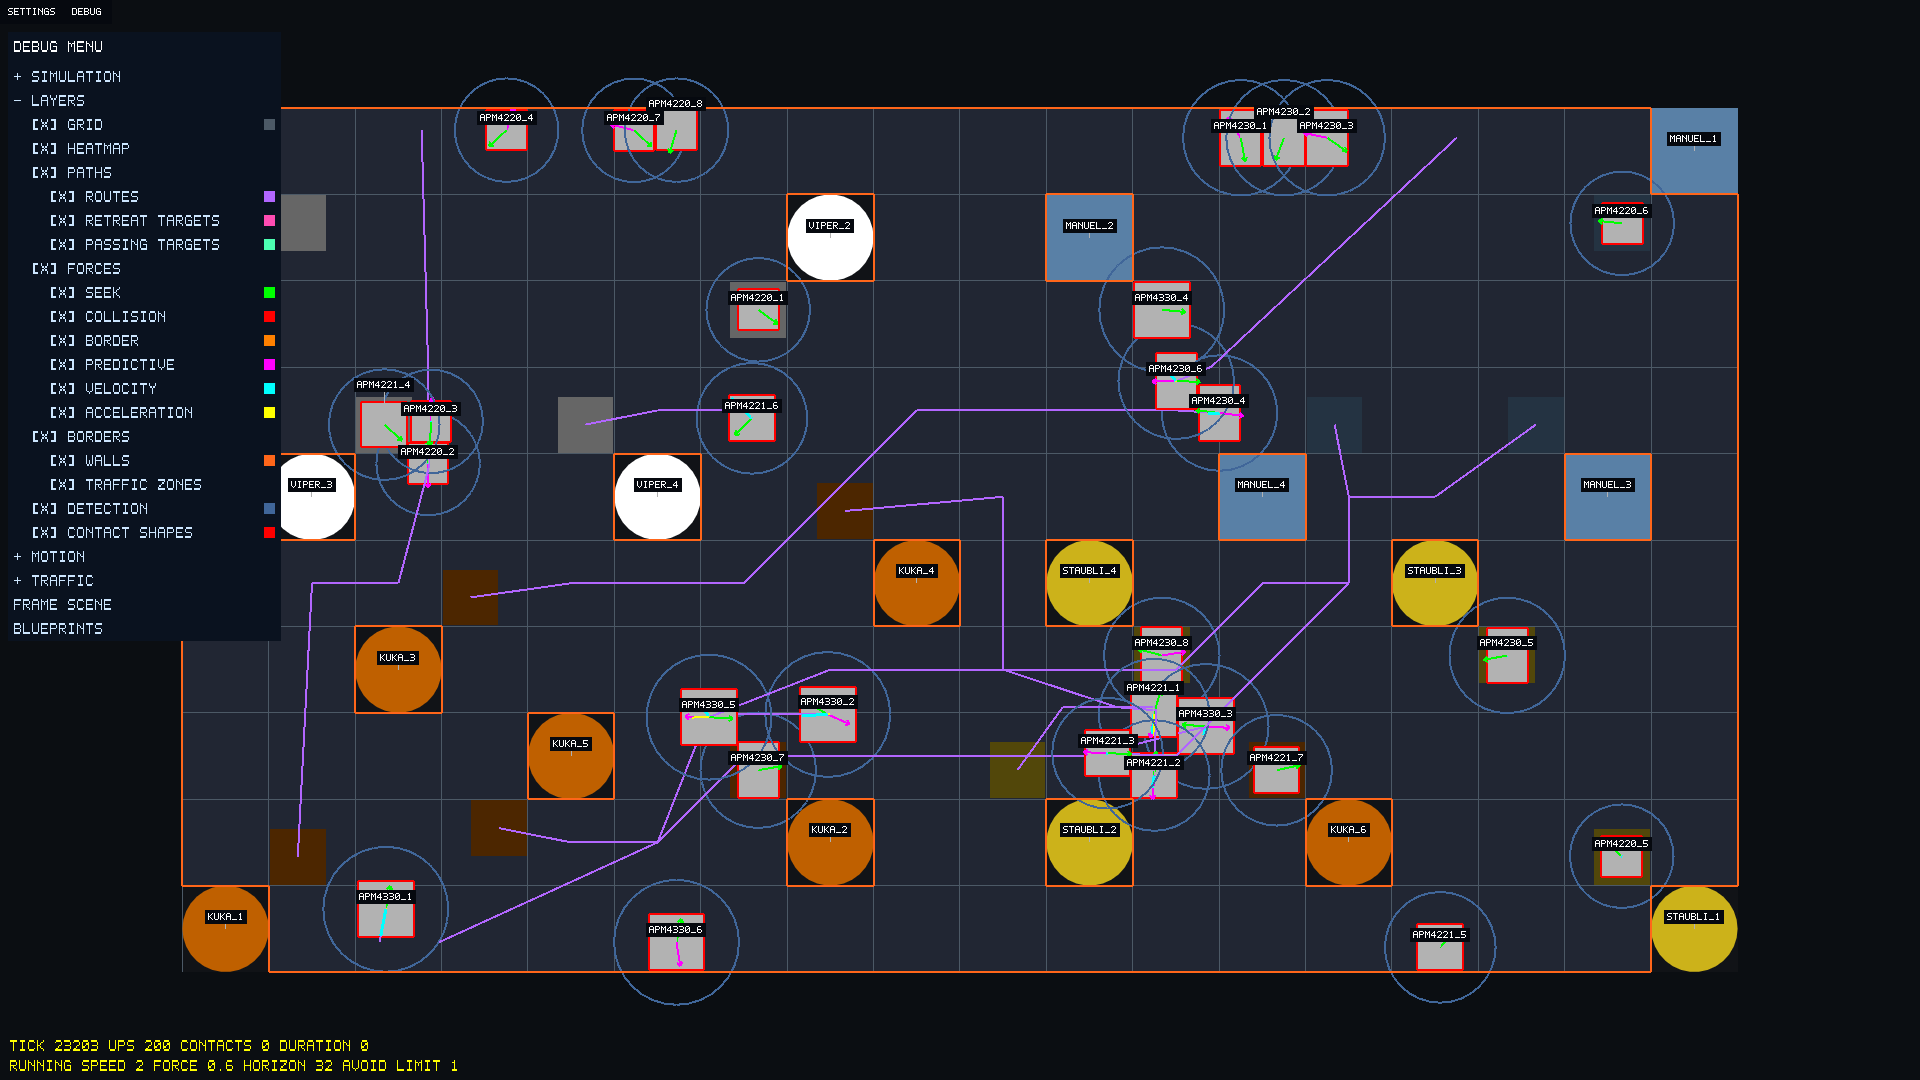 SETTINGS DEBUG
DEBUG MENU
+ SIMULATION
- LAYERS
[X] GRID
[X] HEATMAP
[X] PATHS
[X] ROUTES
[X] RETREAT TARGETS
[X] PASSING TARGETS
[X] FORCES
[X] SEEK
[X] COLLISION
[X] BORDER
[X] PREDICTIVE
[X] VELOCITY
[X] ACCELERATION
[X] BORDERS
[X] WALLS
[X] TRAFFIC ZONES
[X] DETECTION
[X] CONTACT SHAPES
+ MOTION
+ TRAFFIC
FRAME SCENE
BLUEPRINTS
APM4220_8
APM4220_4
APM4220_7
APM4230_2
APM4230_1
APM4230_3
MANUEL_1
APM4220_6
VIPER_2
MANUEL_2
APM4220_1
APM4330_4
APM4230_6
APM4221_4
APM4220_3
APM4221_6
APM4230_4
APM4220_2
VIPER_3
VIPER_4
MANUEL_4
MANUEL_3
KUKA_4
STAUBLI_4
STAUBLI_3
APM4230_8
APM4230_5
KUKA_3
APM4221_1
APM4330_5
APM4330_2
APM4330_3
KUKA_5
APM4221_3
APM4230_7
APM4221_2
APM4221_7
KUKA_2
STAUBLI_2
KUKA_6
APM4220_5
APM4330_1
KUKA_1
STAUBLI_1
APM4330_6
APM4221_5
TICK 23203 UPS 200 CONTACTS 0 DURATION 0
RUNNING SPEED 2 FORCE 0.6 HORIZON 32 AVOID LIMIT 1